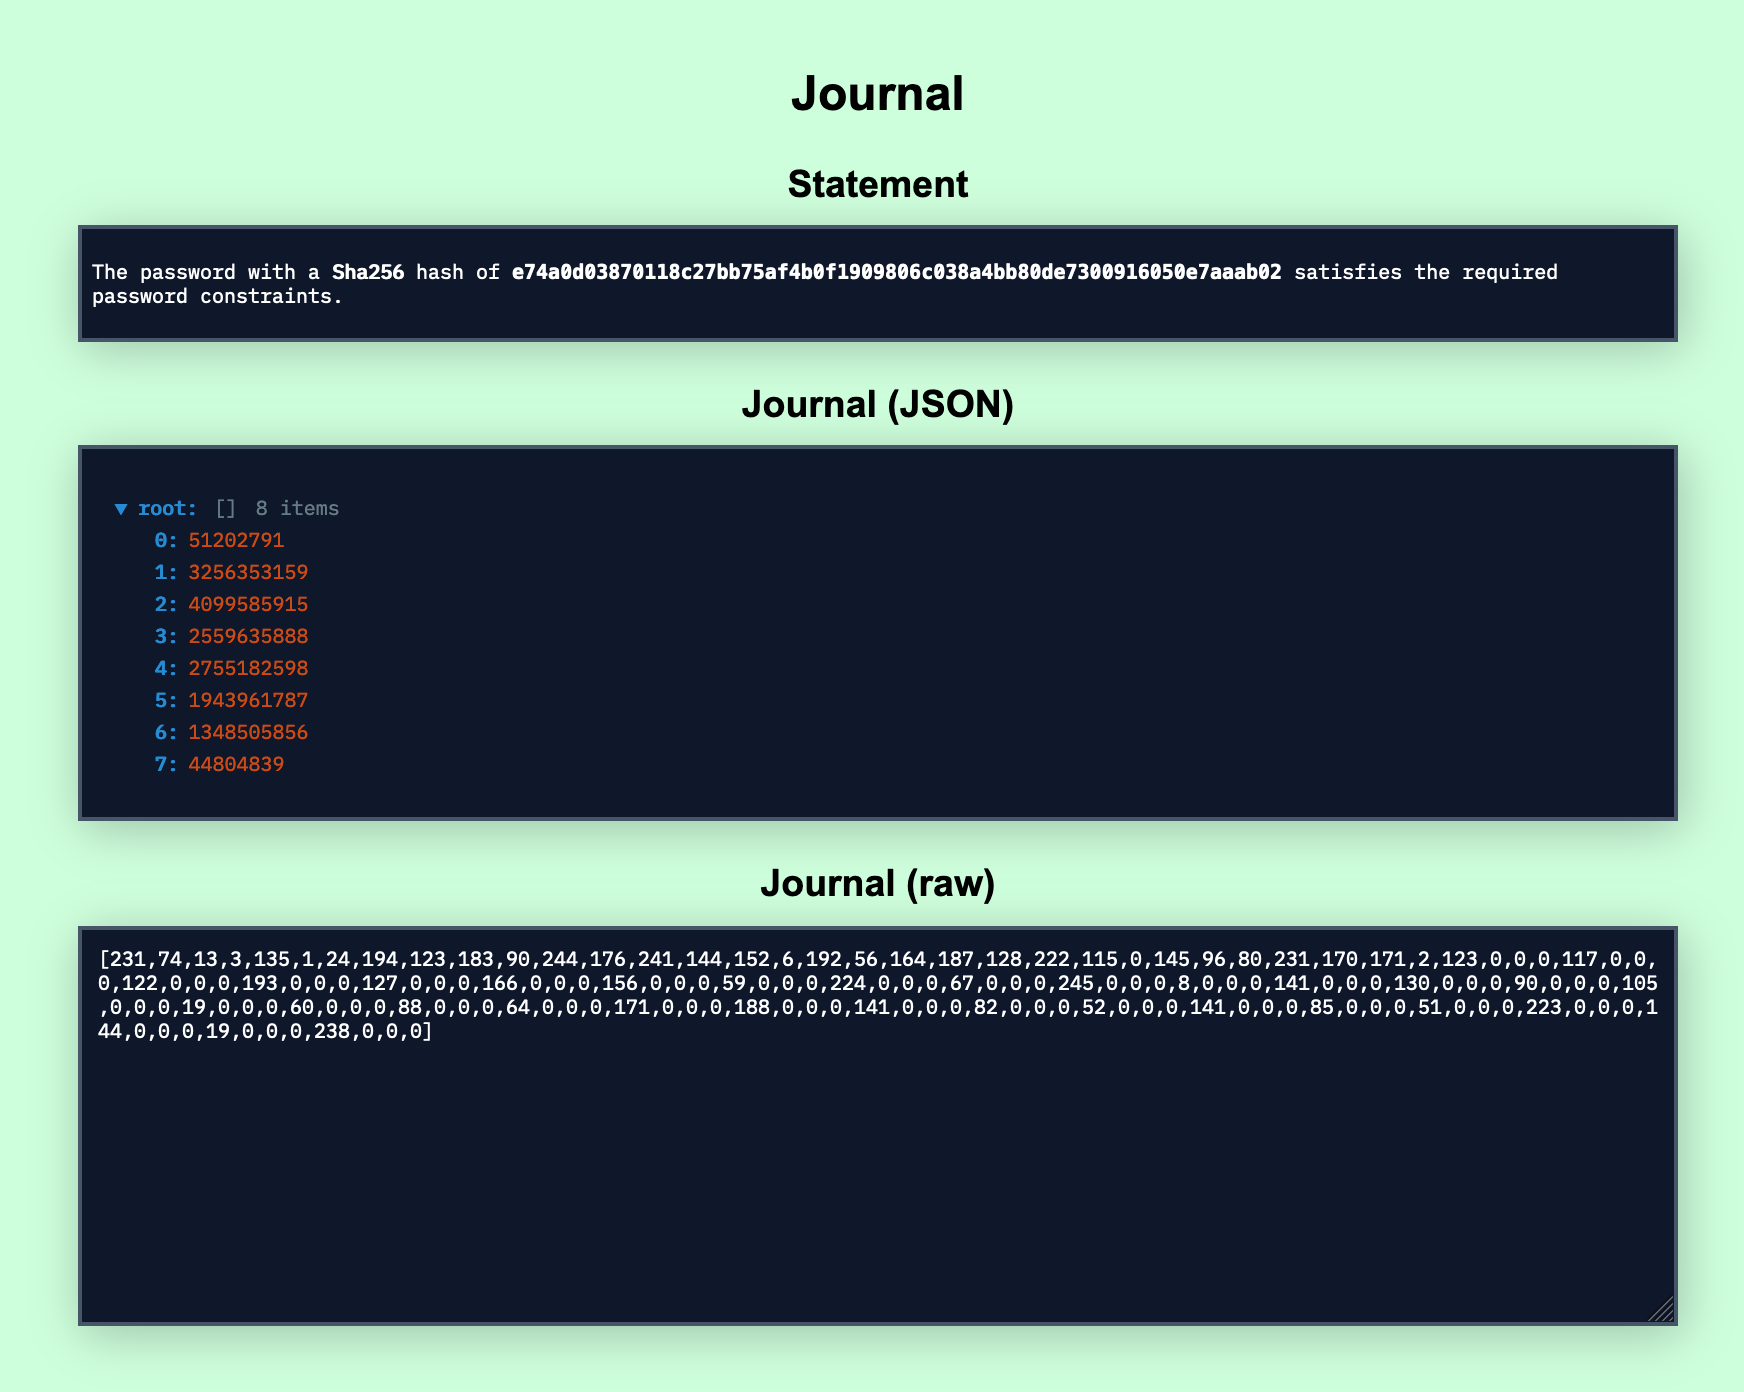 Journal
Statement
The password with a Sha256 hash of e74a0d03870118c27bb75af4b0f1909806c038a4bb80de7300916050e7aaab02 satisfies the required
password constraints.
Journal (JSON)
▼ root: [] 8 items
0: 51202791
1: 3256353159
2: 4099585915
3: 2559635888
4: 2755182598
5: 1943961787
6: 1348505856
7: 44804839
Journal (raw)
[231,74,13,3,135,1,24,194,123,183,90,244,176,241,144,152,6,192,56,164,187,128,222,115,0,145,96,80,231,170,171,2,123,0,0,0,117,0,0,
0,122,0,0,0,193,0,0,0,127,0,0,0,166,0,0,0,156,0,0,0,59,0,0,0,224,0,0,0,67,0,0,0,245,0,0,0,8,0,0,0,141,0,0,0,130,0,0,0,90,0,0,0,105
,0,0,0,19,0,0,0,60,0,0,0,88,0,0,0,64,0,0,0,171,0,0,0,188,0,0,0,141,0,0,0,82,0,0,0,52,0,0,0,141,0,0,0,85,0,0,0,51,0,0,0,223,0,0,0,1
44,0,0,0,19,0,0,0,238,0,0,0]